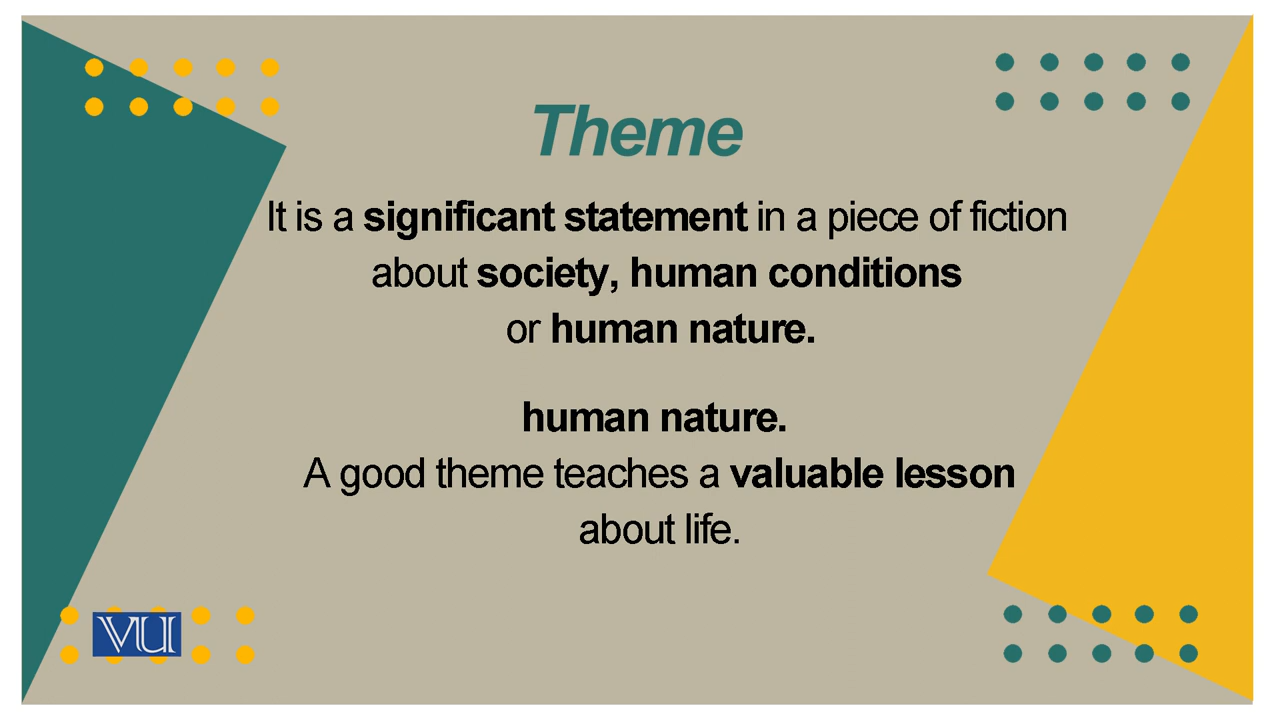 Theme
It is a significant statement in a piece of fiction
about society, human conditions
or human nature.
human nature.
A good theme teaches a valuable lesson
about life.
VU